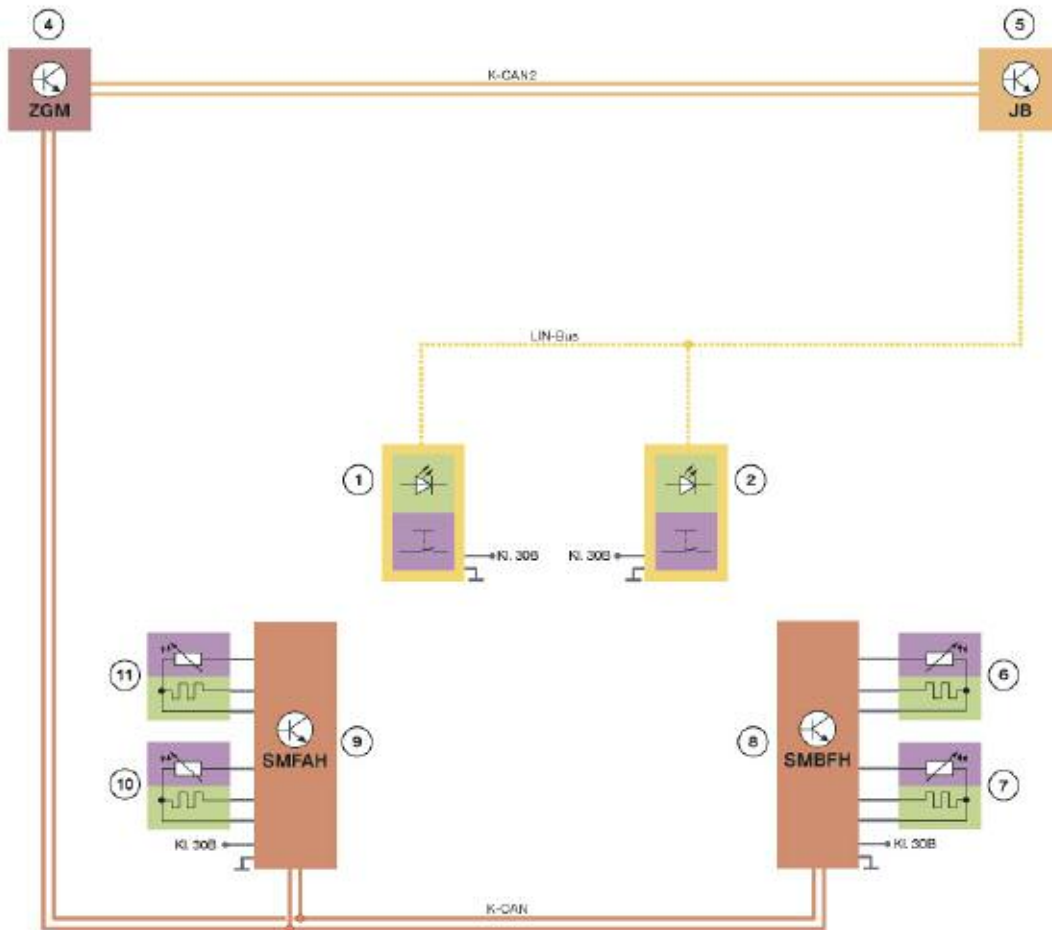 4
5
K-CAN2
ZGM
JB
LIN-Bus
1
2
Kl. 30B
Kl. 30B
11
6
9
8
SMFAH
SMBFH
10
7
Kl. 30B
Kl. 30B
K-CAN